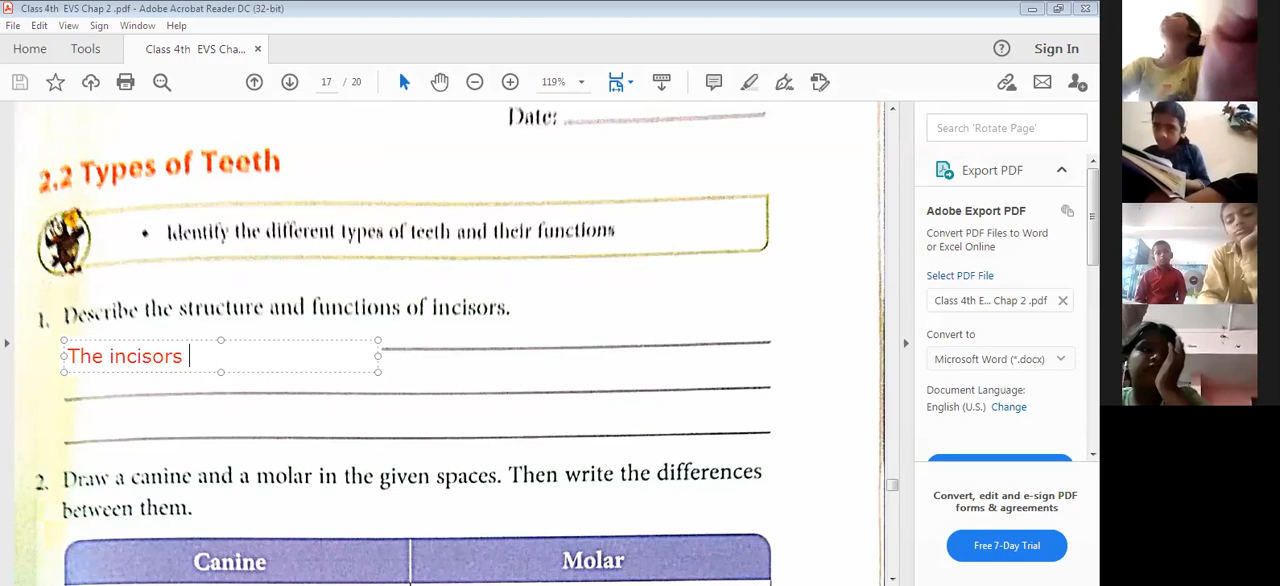 Class 4th EVS Chap 2 .pdf - Adobe Acrobat Reader DC (32-bit)
File Edit View Sign Window Help
Home Tools Class 4th EVS Cha... × Sign In
17 / 20 119%
Date:
2.2 Types of Teeth
• Identify the different types of teeth and their functions
1. Describe the structure and functions of incisors.
The incisors
2. Draw a canine and a molar in the given spaces. Then write the differences
between them.
Canine Molar
Search 'Rotate Page'
Export PDF
Adobe Export PDF
Convert PDF Files to Word
or Excel Online
Select PDF File
Class 4th E... Chap 2 .pdf
Convert to
Microsoft Word (*.docx)
Document Language:
English (U.S.) Change
Convert, edit and e-sign PDF
forms & agreements
Free 7-Day Trial